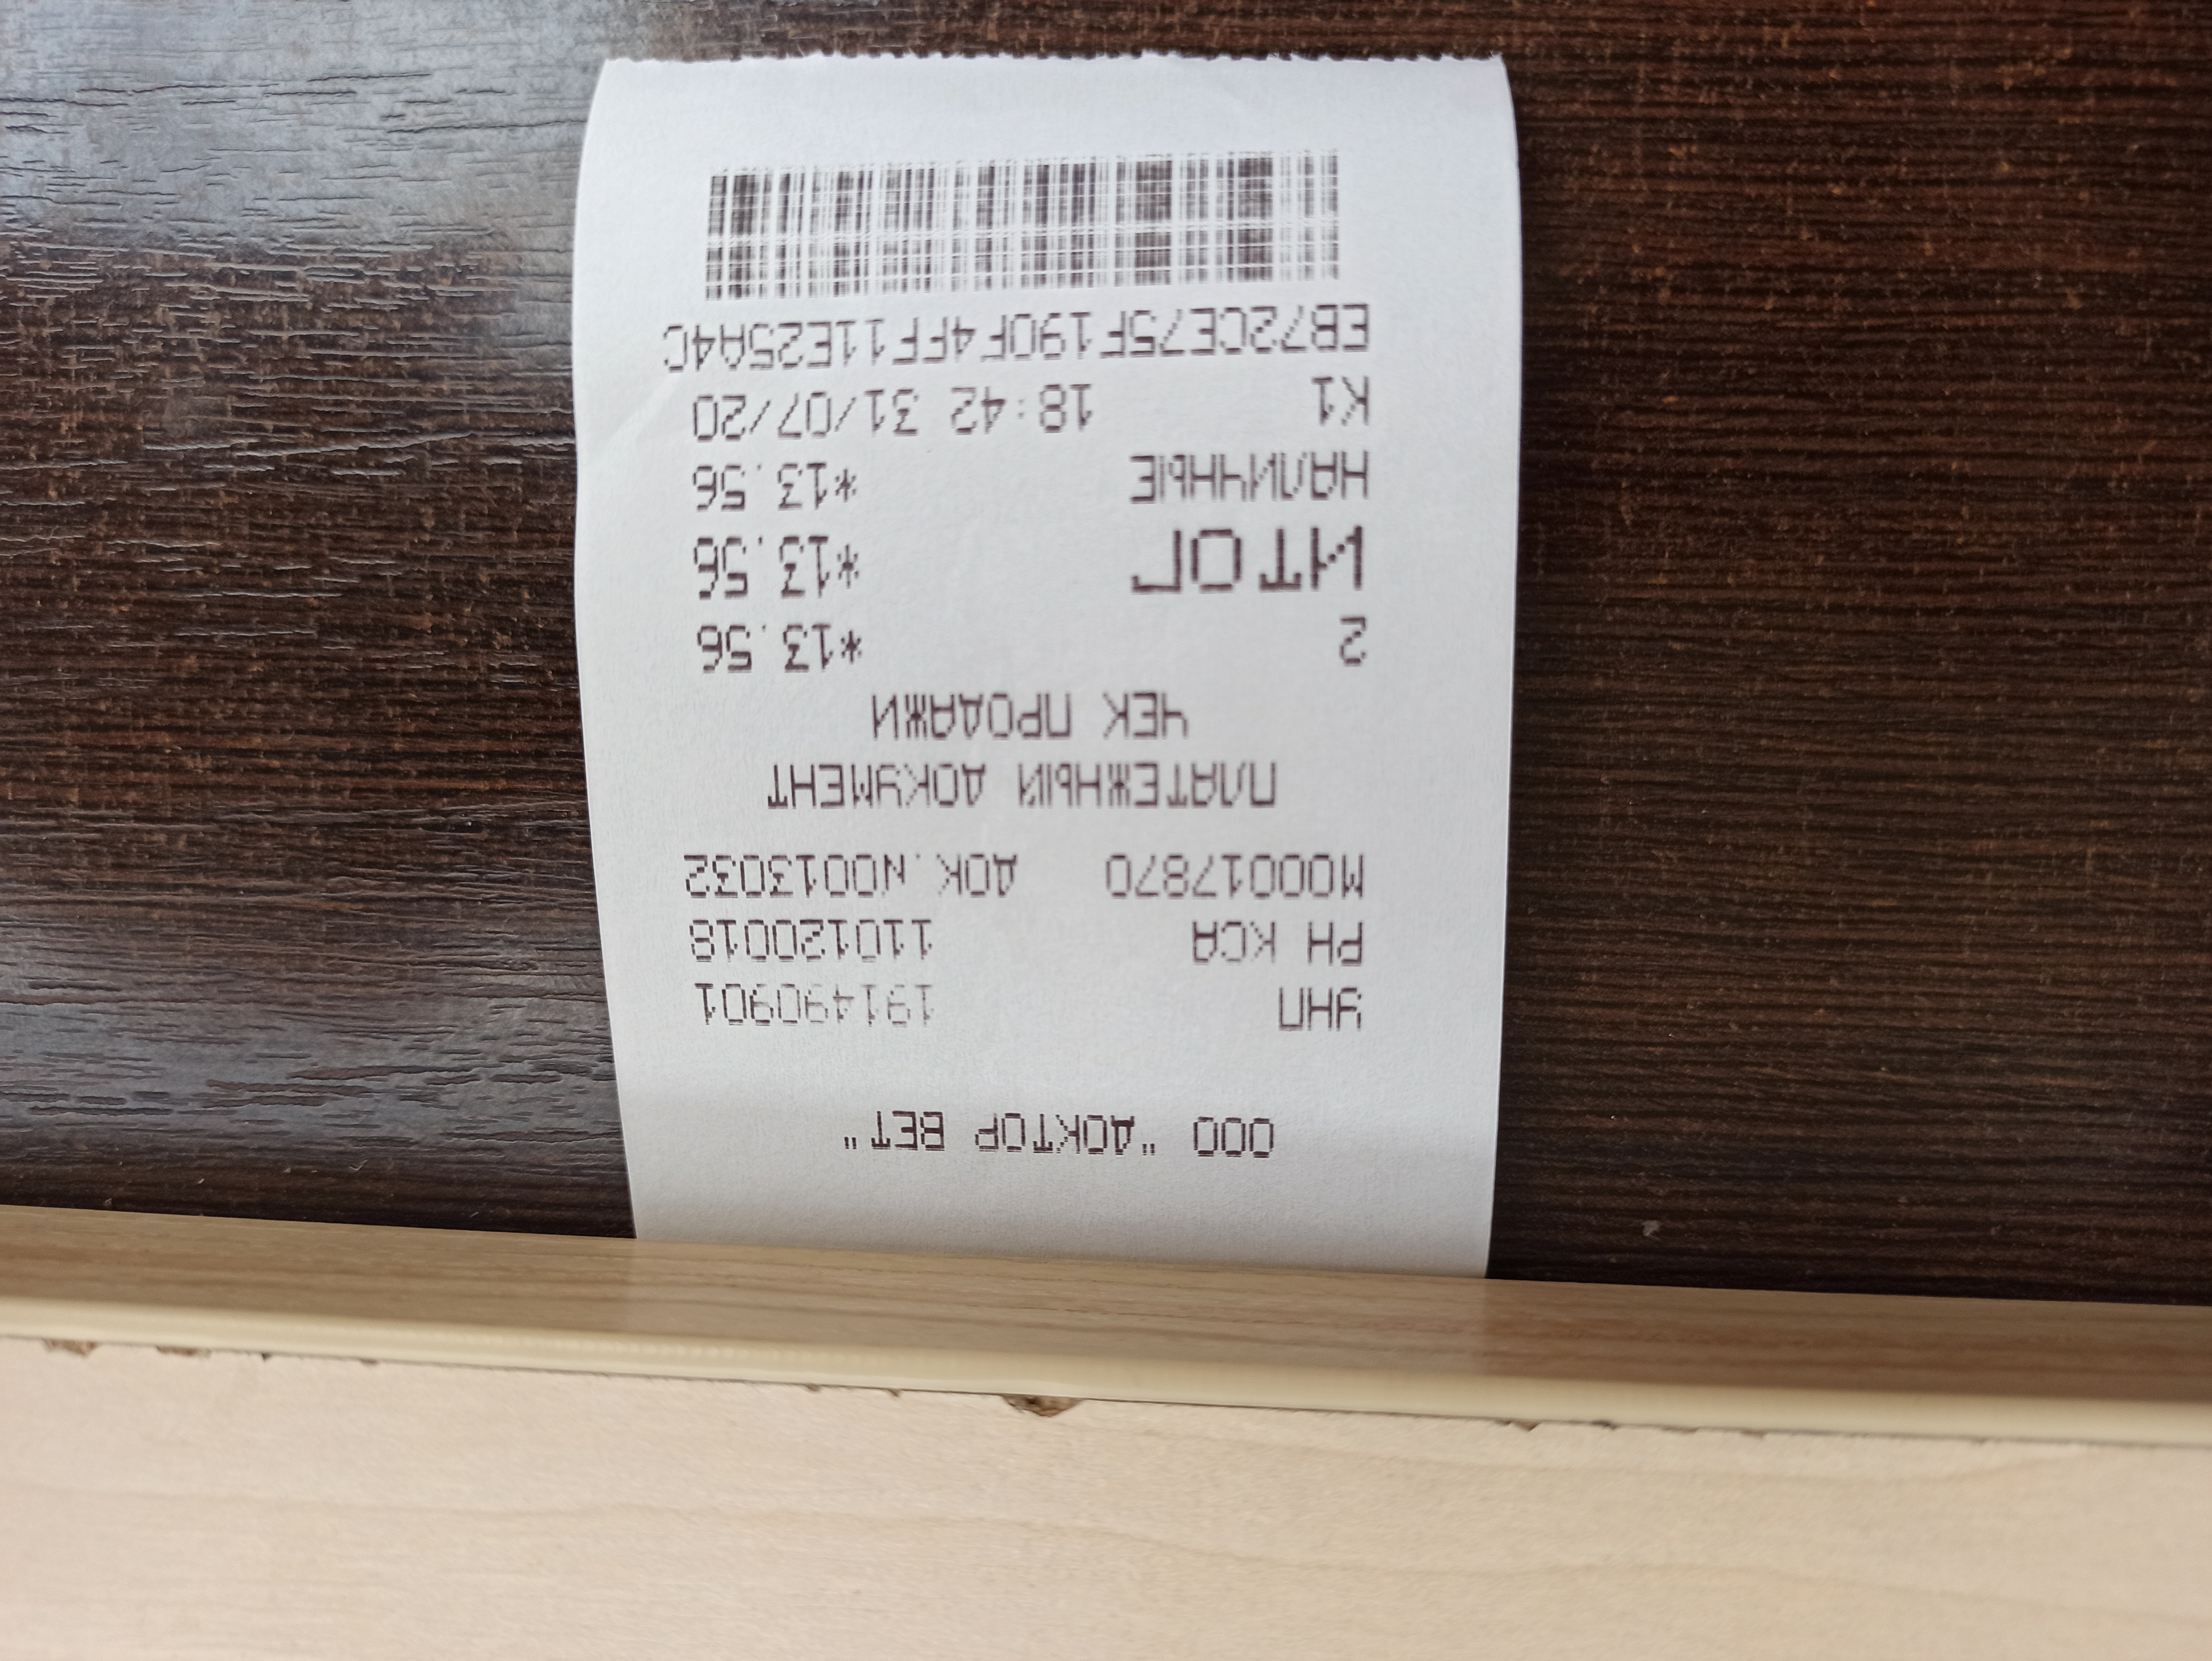 ООО "ДОКТОР ВЕТ"
УНП 191490901
РН КСА 110120018
М00017870 ДОК.N0013032
ПЛАТЕЖНЫЙ ДОКУМЕНТ
ЧЕК ПРОДАЖИ
2 *13.56
ИТОГ *13.56
НАЛИЧНЫЕ *13.56
К1 18:42 31/07/20
EB72CE75F190F4FF11E25A4C